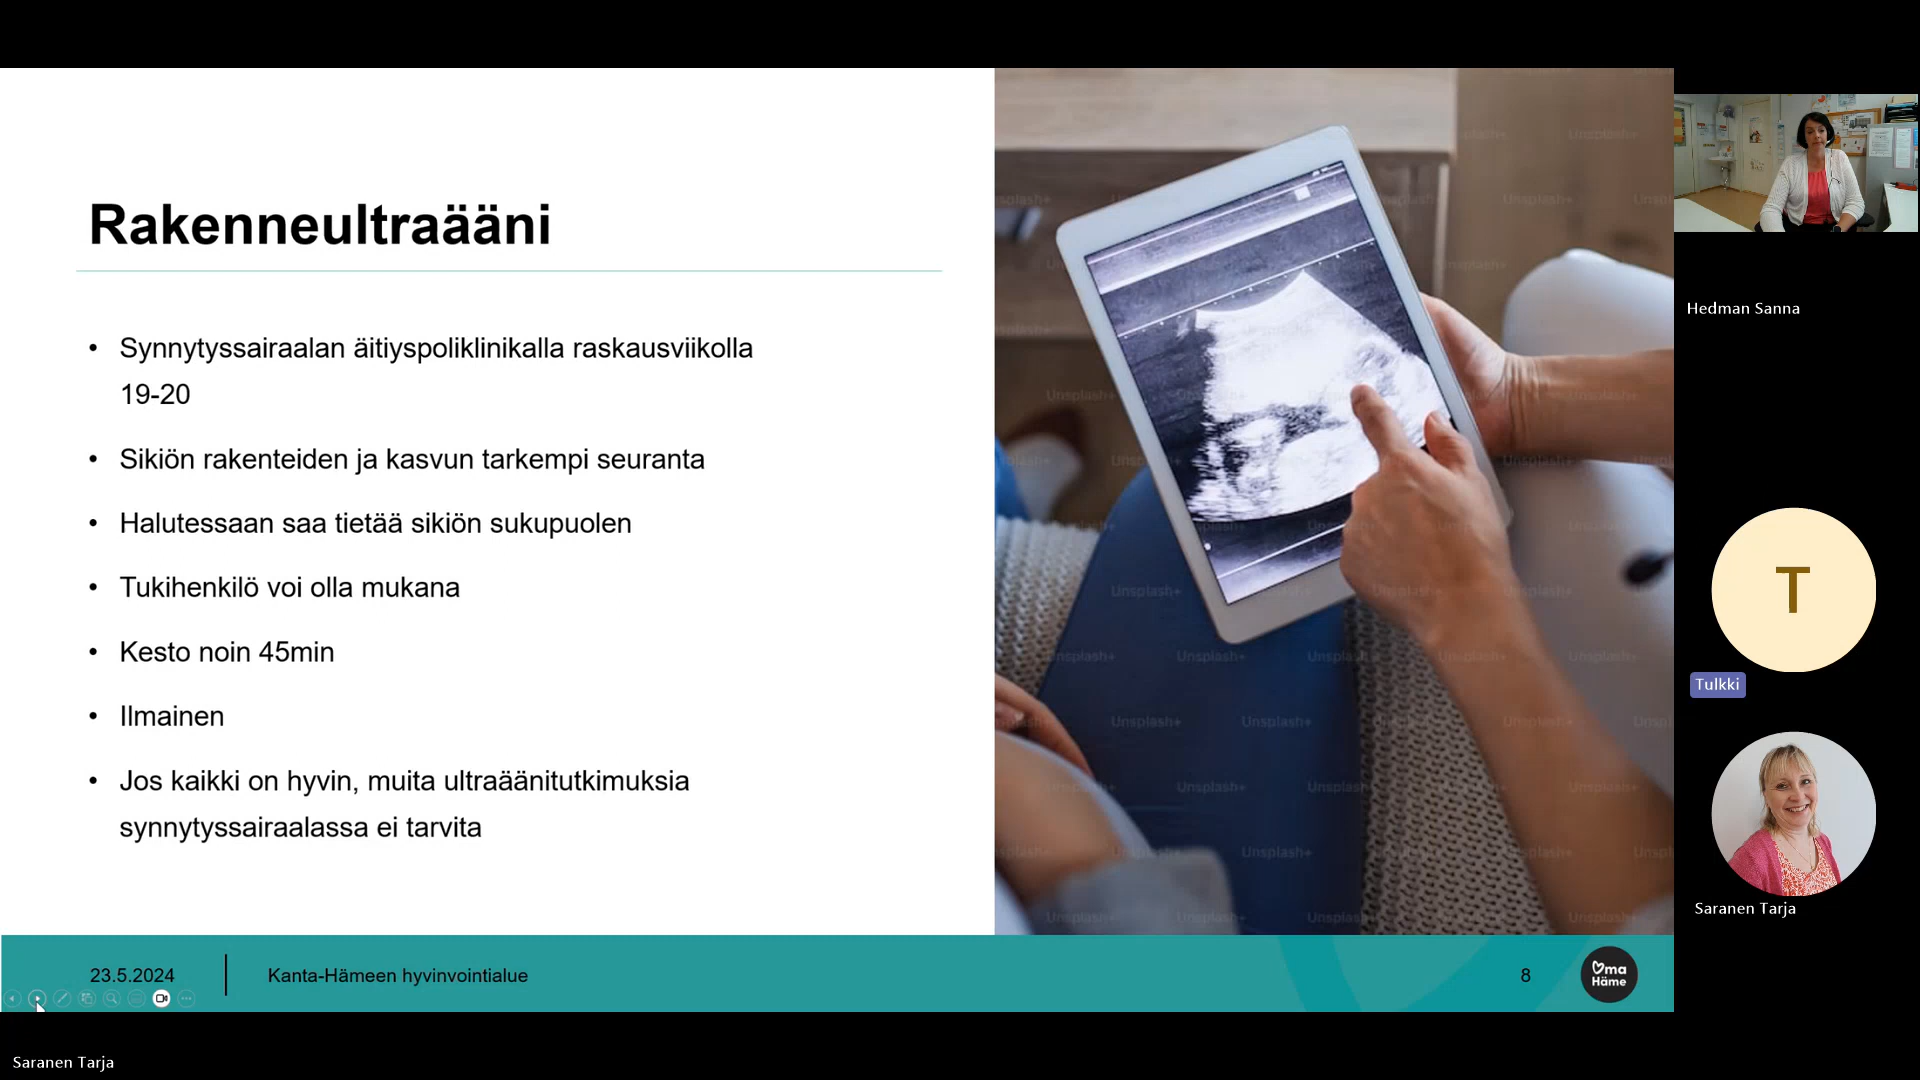 Rakenneultraääni
• Synnytyssairaalan äitiyspoliklinikalla raskausviikolla
19-20
• Sikiön rakenteiden ja kasvun tarkempi seuranta
• Halutessaan saa tietää sikiön sukupuolen
• Tukihenkilö voi olla mukana
• Kesto noin 45min
• Ilmainen
• Jos kaikki on hyvin, muita ultraäänitutkimuksia
synnytyssairaalassa ei tarvita
23.5.2024
Kanta-Hämeen hyvinvointialue
8
Oma
Häme
Hedman Sanna
T
Tulkki
Saranen Tarja
Saranen Tarja
Unsplash+